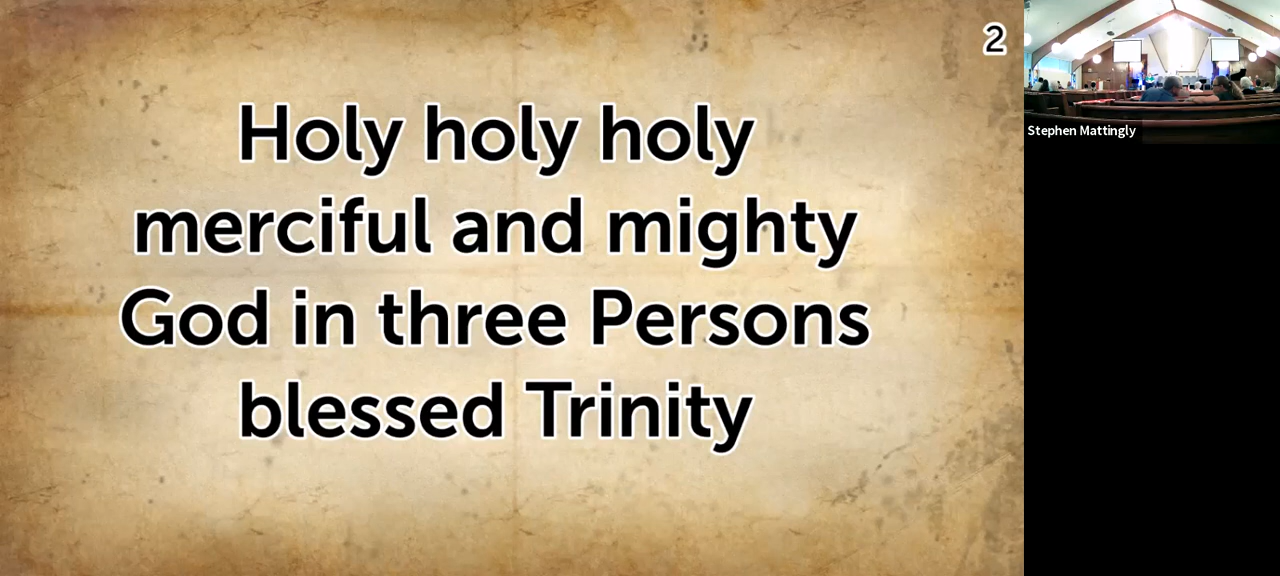 2
Holy holy holy
merciful and mighty
God in three Persons
blessed Trinity
Stephen Mattingly